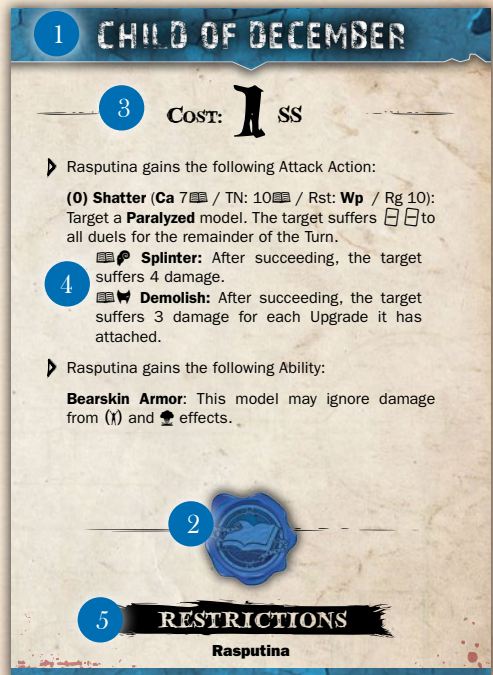 1 CHILD OF DECEMBER
3 COST: 1 SS
Rasputina gains the following Attack Action:
(0) Shatter (Ca 7 / TN: 10 / Rst: Wp / Rg 10):
Target a Paralyzed model. The target suffers to
all duels for the remainder of the Turn.
Splinter: After succeeding, the target
suffers 4 damage.
4
Demolish: After succeeding, the target
suffers 3 damage for each Upgrade it has
attached.
Rasputina gains the following Ability:
Bearskin Armor: This model may ignore damage
from and effects.
2
5 RESTRICTIONS
Rasputina